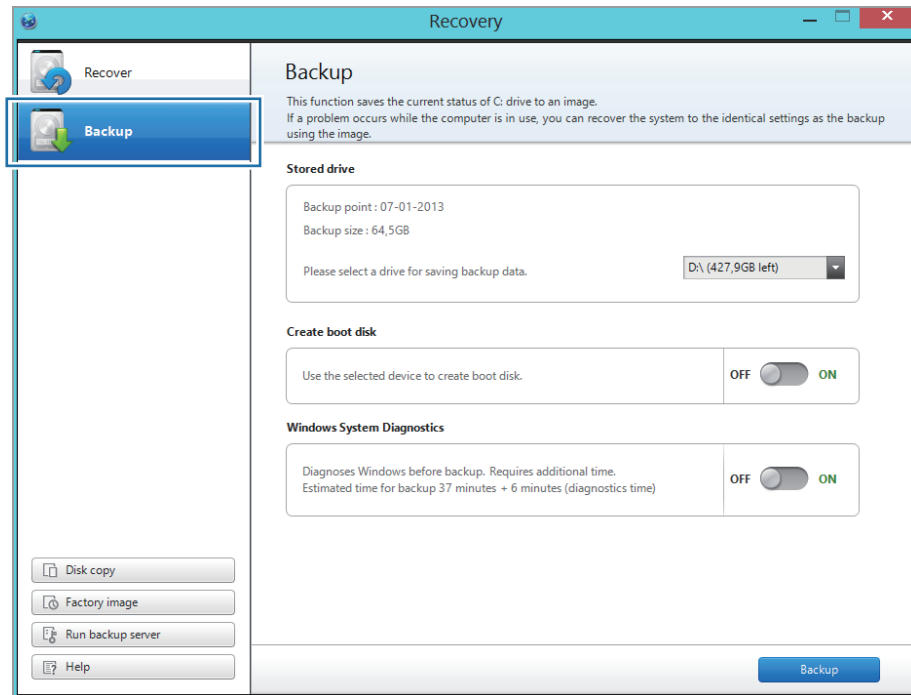 Recovery
Recover
Backup
Backup
This function saves the current status of C: drive to an image.
If a problem occurs while the computer is in use, you can recover the system to the identical settings as the backup
using the image.
Stored drive
Backup point : 07-01-2013
Backup size : 64,5GB
Please select a drive for saving backup data.
D:\ (427,9GB left)
Create boot disk
Use the selected device to create boot disk.
OFF ON
Windows System Diagnostics
Diagnoses Windows before backup. Requires additional time.
Estimated time for backup 37 minutes + 6 minutes (diagnostics time)
OFF ON
Disk copy
Factory image
Run backup server
Help
Backup